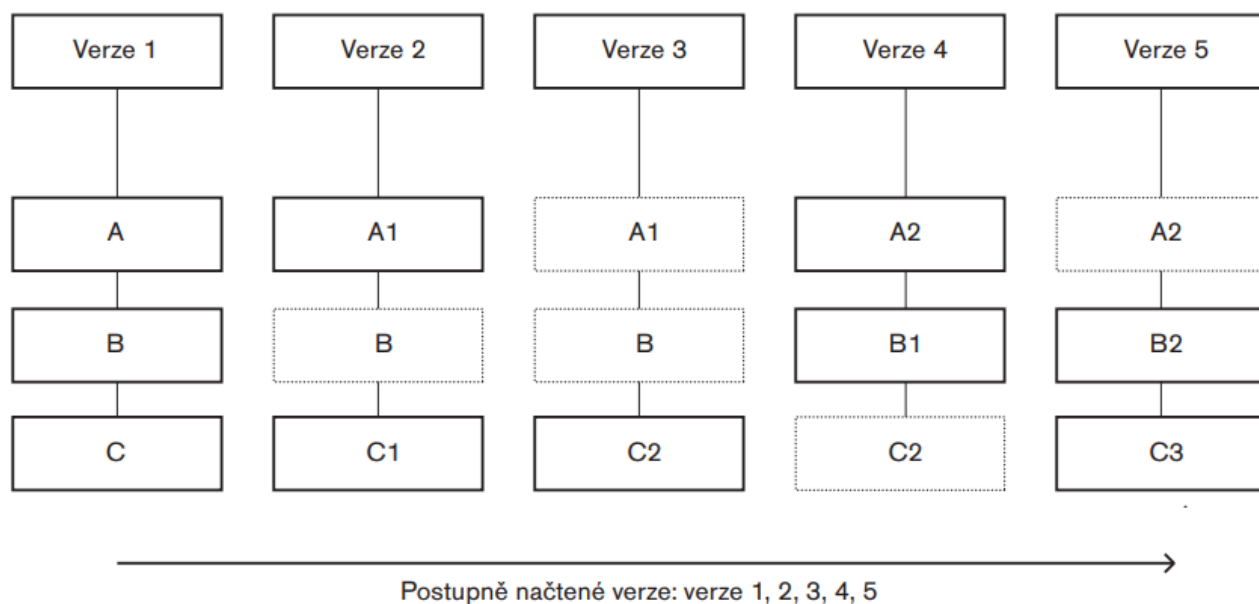 Verze 1
Verze 2
Verze 3
Verze 4
Verze 5
A
A1
A1
A2
A2
B
B
B
B1
B2
C
C1
C2
C2
C3
Postupně načtené verze: verze 1, 2, 3, 4, 5